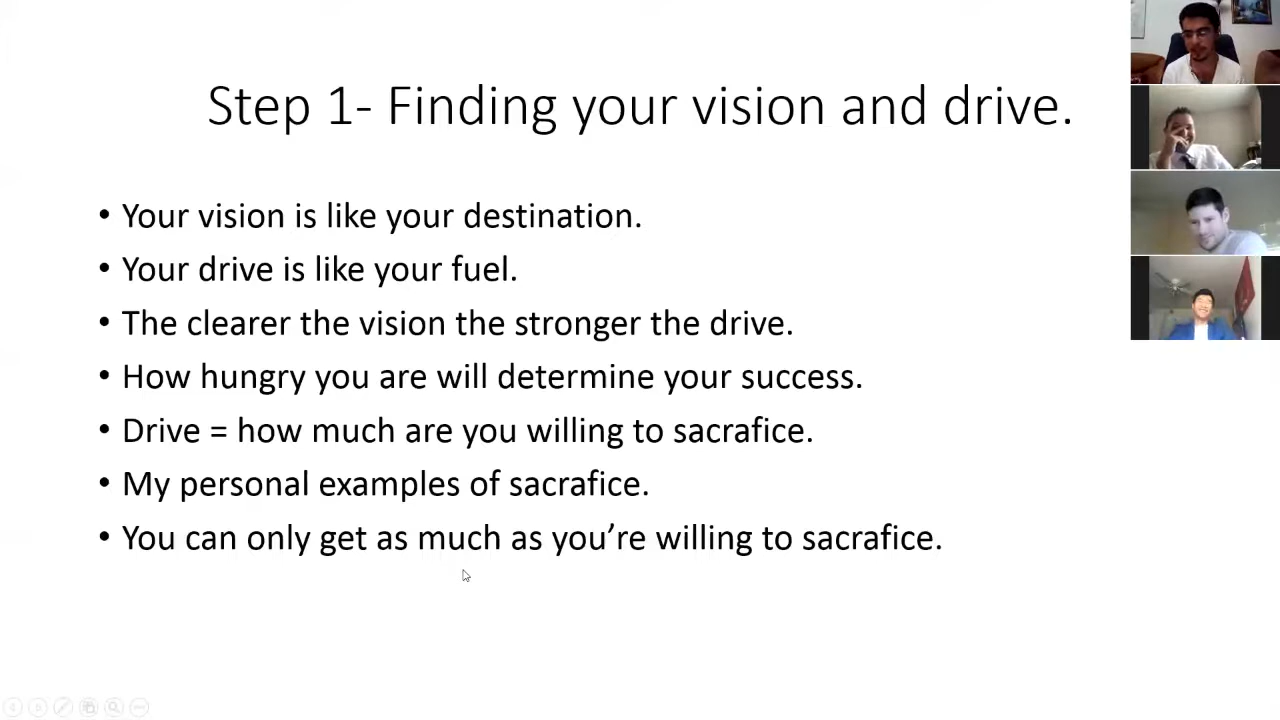 Step 1- Finding your vision and drive.
• Your vision is like your destination.
• Your drive is like your fuel.
• The clearer the vision the stronger the drive.
• How hungry you are will determine your success.
• Drive = how much are you willing to sacrafice.
• My personal examples of sacrafice.
• You can only get as much as you’re willing to sacrafice.